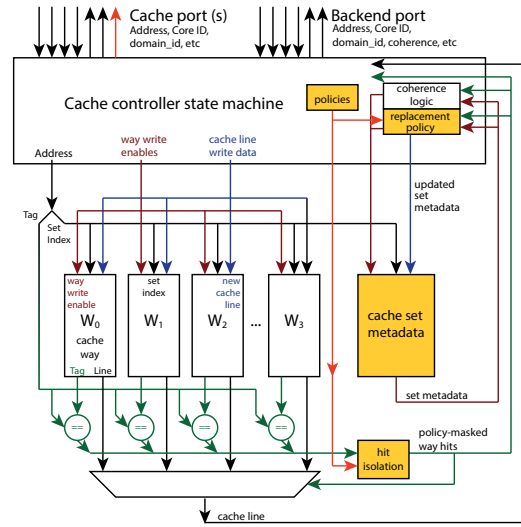 Cache port (s)
Address, Core ID,
domain_id, etc
Backend port
Address, Core ID,
domain_id, coherence, etc
Cache controller state machine
policies
coherence
logic
replacement
policy
Address
way write
enables
cache line
write data
updated
set
metadata
Tag
Set
Index
way
write
enable
W0
cache
way
Tag
Line
set
index
W1
new
cache
line
W2
...
W3
cache set
metadata
set metadata
==
==
==
==
policy-masked
way hits
hit
isolation
cache line